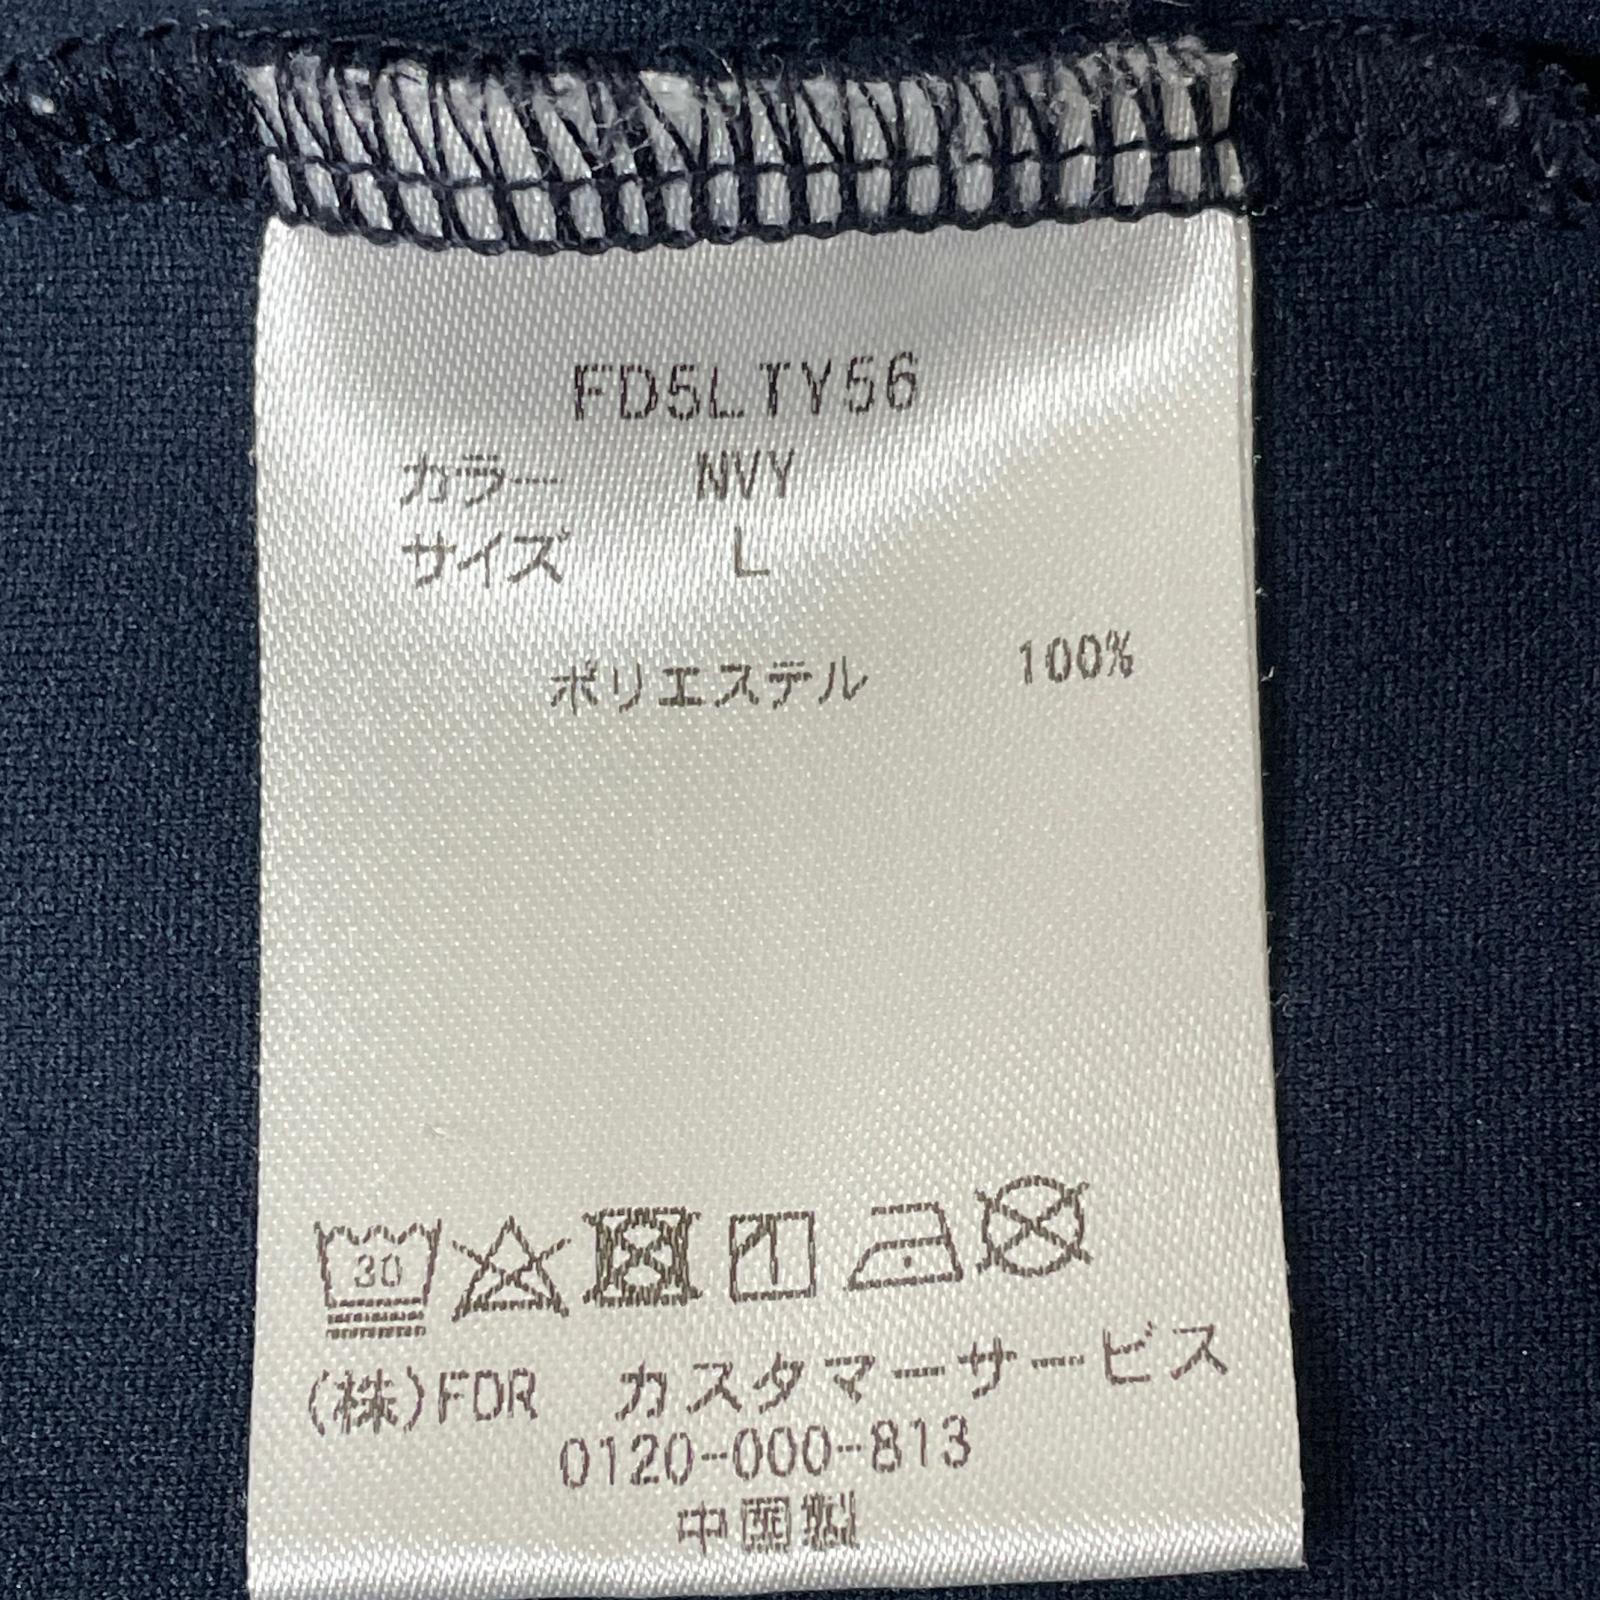 FD5LTY56
カラー NVY
サイズ L
ポリエステル 100%
30
(株)FDR カスタマーサービス
0120-000-813
中国製